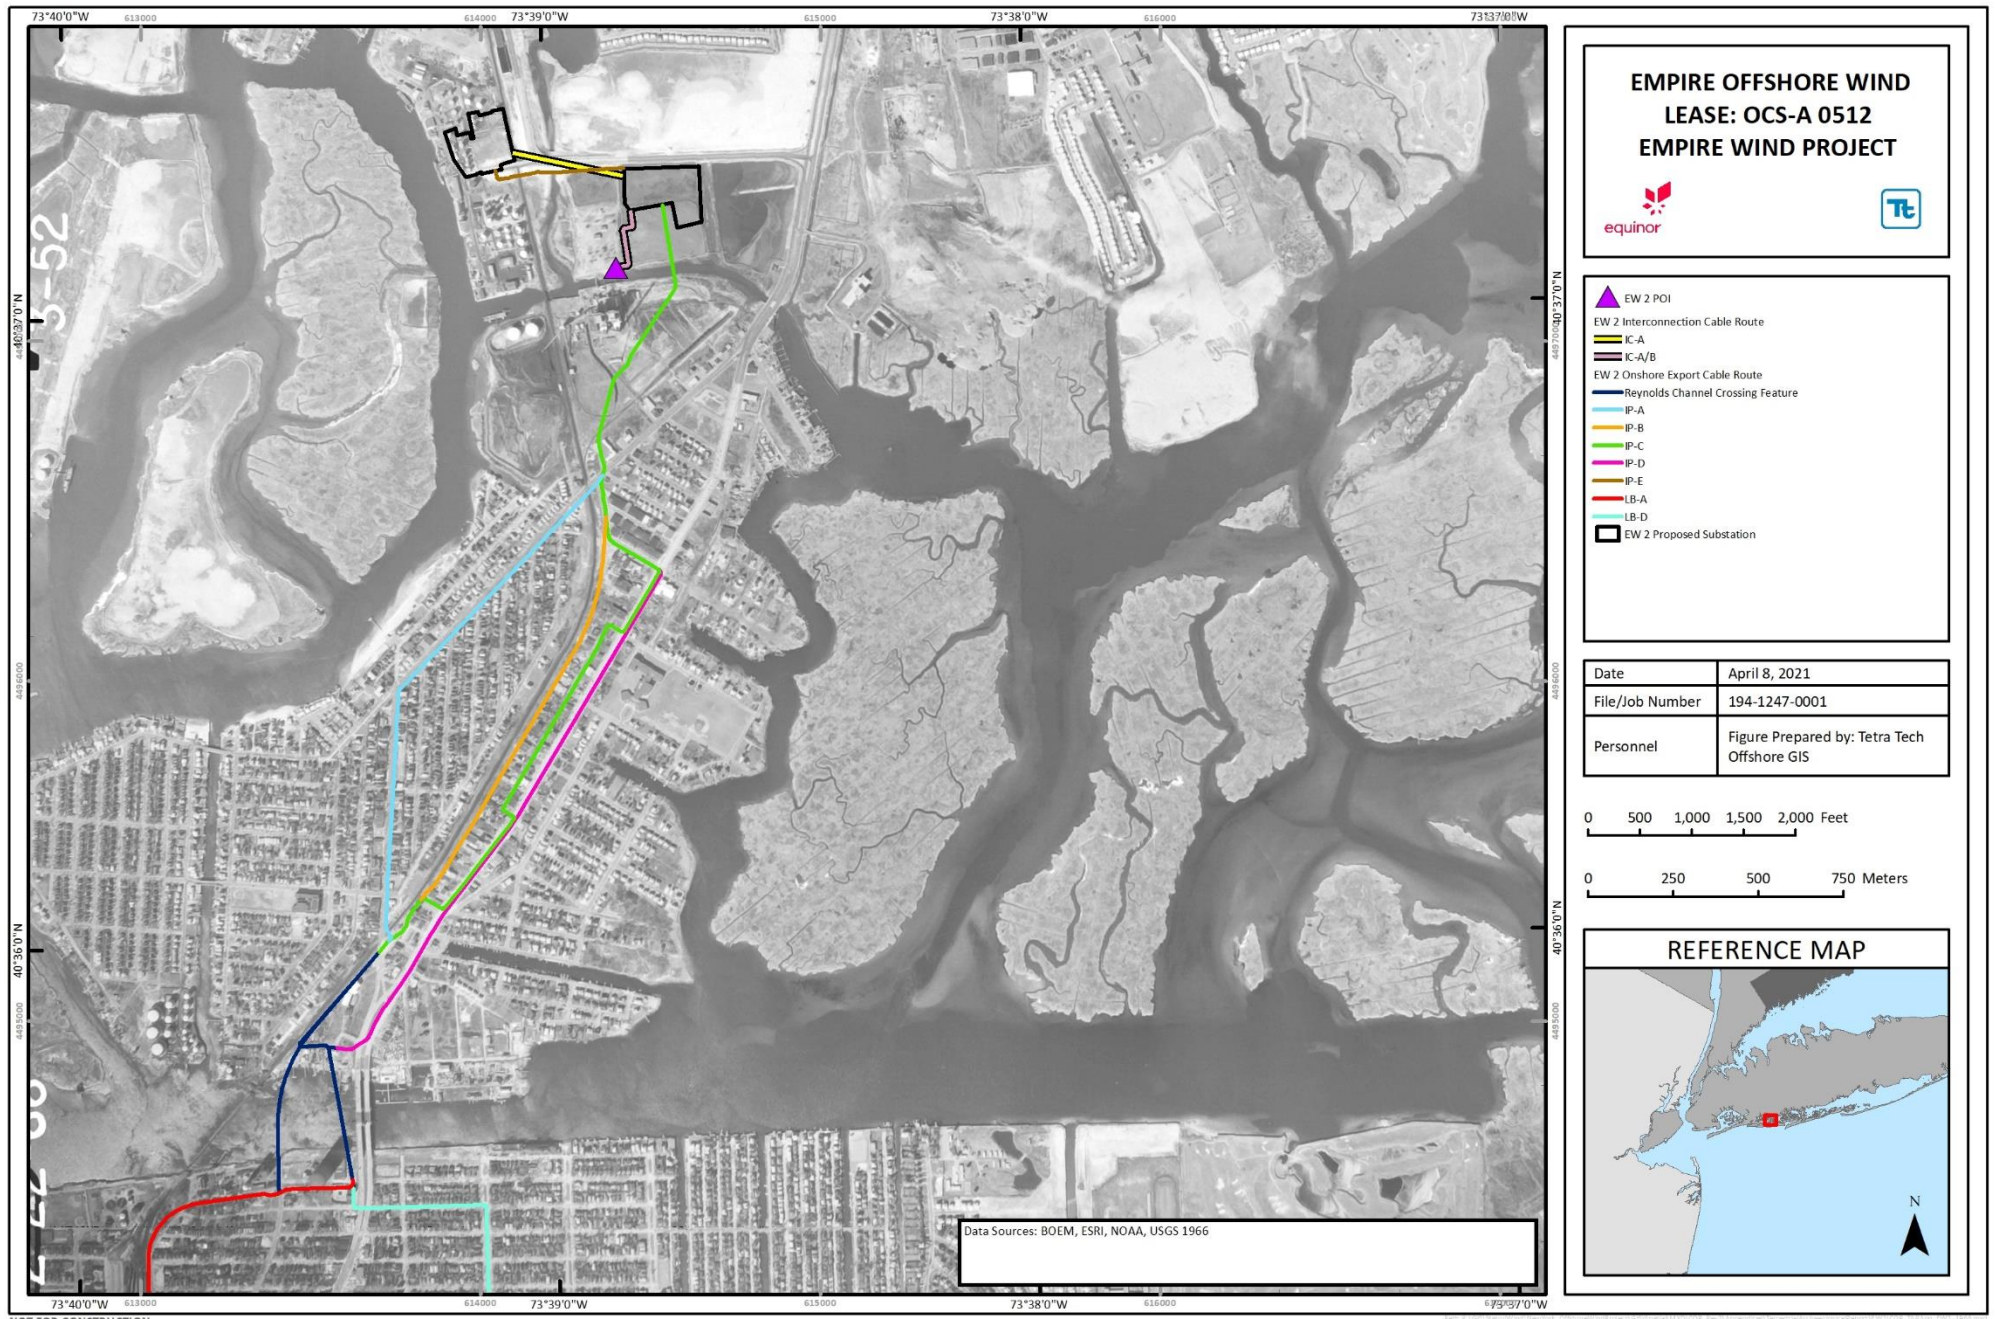 73°40'0"W 613000 614000 73°39'0"W 615000 73°38'0"W 616000
40°37'0"N
40°37'0"N
4497000
4496000
4496000
40°36'0"N
40°36'0"N
4495000
4495000
73°40'0"W 613000 614000 73°39'0"W 615000 73°38'0"W 616000 73°37'0"W
Data Sources: BOEM, ESRI, NOAA, USGS 1966
NOT FOR CONSTRUCTION
EMPIRE OFFSHORE WIND
LEASE: OCS-A 0512
EMPIRE WIND PROJECT
equinor
Tt
EW 2 POI
EW 2 Interconnection Cable Route
IC-A
IC-A/B
EW 2 Onshore Export Cable Route
Reynolds Channel Crossing Feature
IP-A
IP-B
IP-C
IP-D
IP-E
LB-A
LB-D
EW 2 Proposed Substation
Date April 8, 2021
File/Job Number 194-1247-0001
Personnel Figure Prepared by: Tetra Tech
Offshore GIS
0 500 1,000 1,500 2,000 Feet
0 250 500 750 Meters
REFERENCE MAP
N